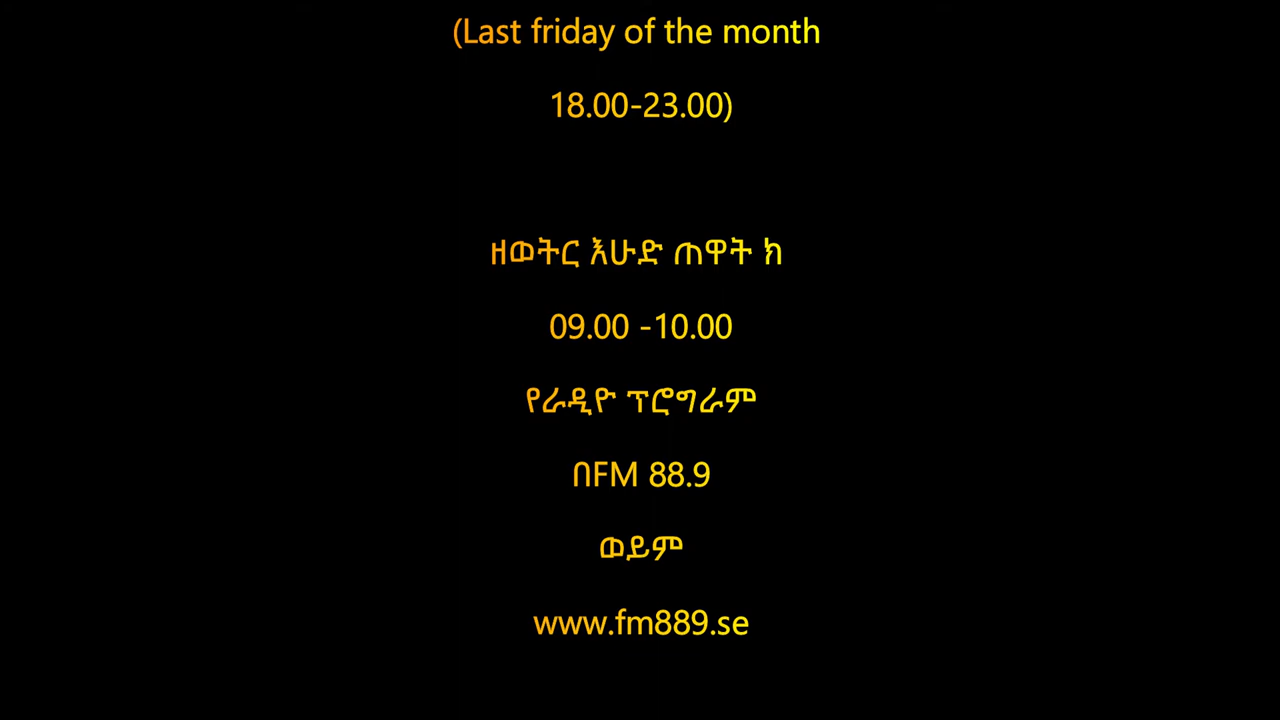 (Last friday of the month
18.00-23.00)
ዘወትር እሁድ ጠዋት ክ
09.00 -10.00
የራዲዮ ፕሮግራም
በFM 88.9
ወይም
www.fm889.se